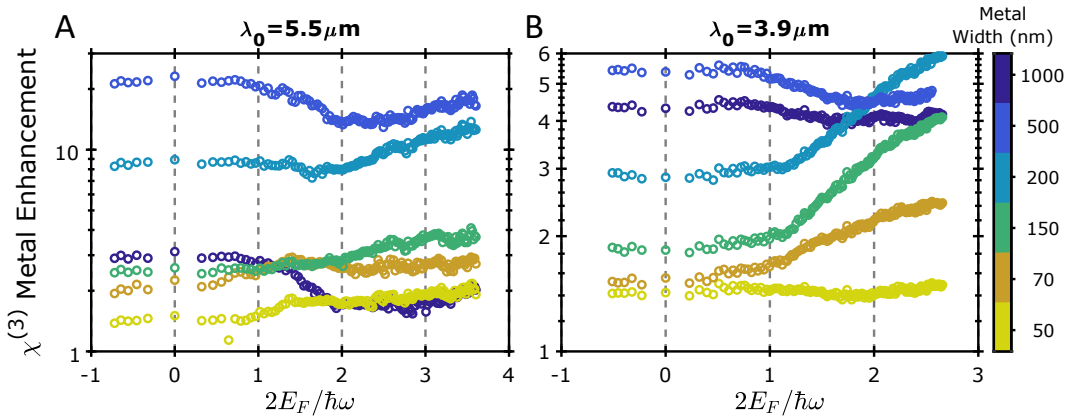 A
λ₀=5.5μm
B
λ₀=3.9μm
Metal
Width (nm)
χ⁽³⁾ Metal Enhancement
10
1
-1 0 1 2 3 4
2E_F/ħω
6
5
4
3
2
1
-1 0 1 2 3
2E_F/ħω
1000
500
200
150
70
50